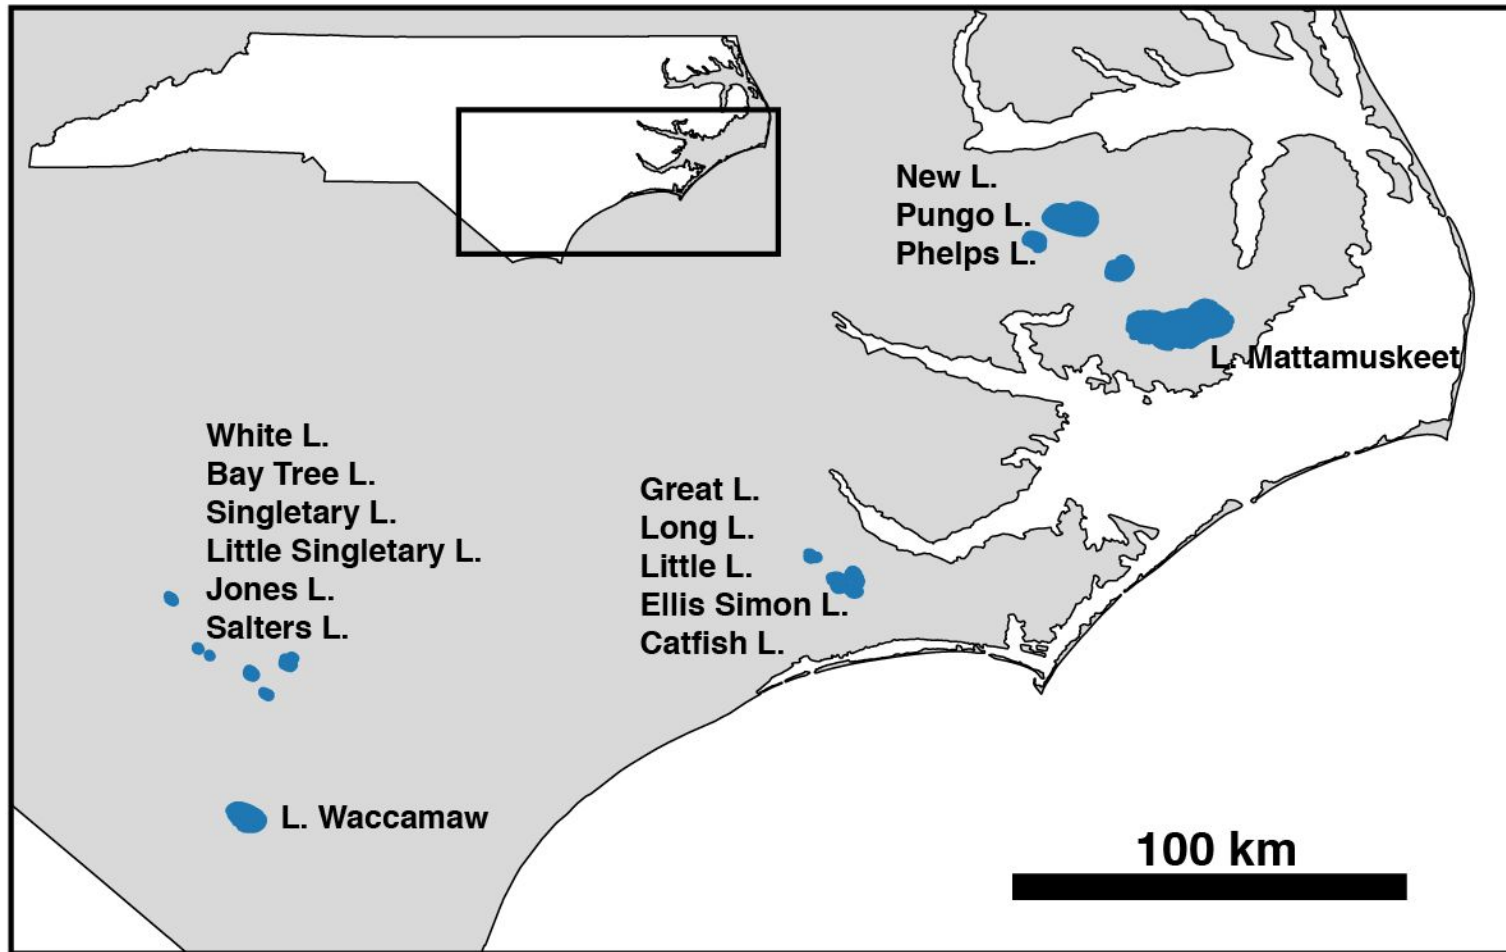 New L.
Pungo L.
Phelps L.
L. Mattamuskeet
White L.
Bay Tree L.
Singletary L.
Little Singletary L.
Jones L.
Salters L.
Great L.
Long L.
Little L.
Ellis Simon L.
Catfish L.
L. Waccamaw
100 km